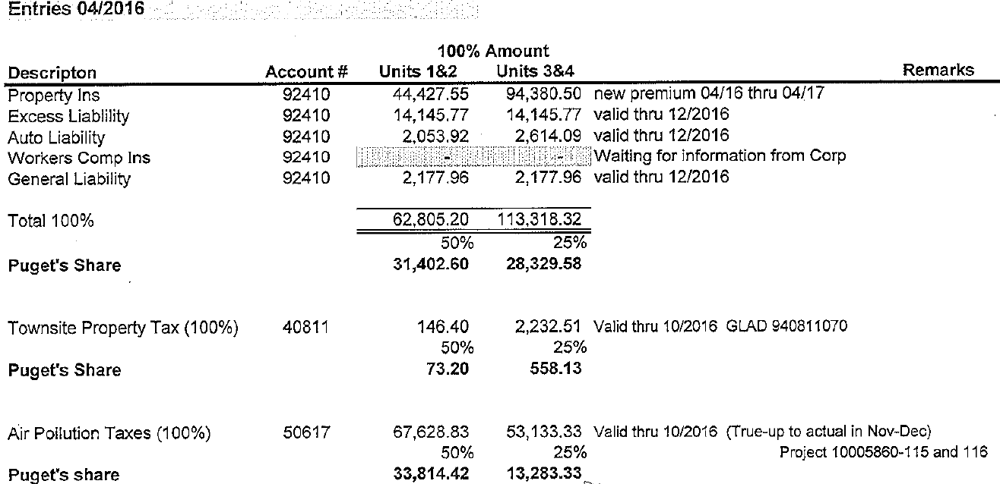 Entries 04/2016
100% Amount
Descripton Account # Units 1&2 Units 3&4 Remarks
Property Ins 92410 44,427.55 94,380.50 new premium 04/16 thru 04/17
Excess Liablility 92410 14,145.77 14,145.77 valid thru 12/2016
Auto Liability 92410 2,053.92 2,614.09 valid thru 12/2016
Workers Comp Ins 92410 - - Waiting for information from Corp
General Liability 92410 2,177.96 2,177.96 valid thru 12/2016
Total 100% 62,805.20 113,318.32
50% 25%
Puget's Share 31,402.60 28,329.58
Townsite Property Tax (100%) 40811 146.40 2,232.51 Valid thru 10/2016 GLAD 940811070
50% 25%
Puget's Share 73.20 558.13
Air Pollution Taxes (100%) 50617 67,628.83 53,133.33 Valid thru 10/2016 (True-up to actual in Nov-Dec)
50% 25% Project 10005860-115 and 116
Puget's share 33,814.42 13,283.33